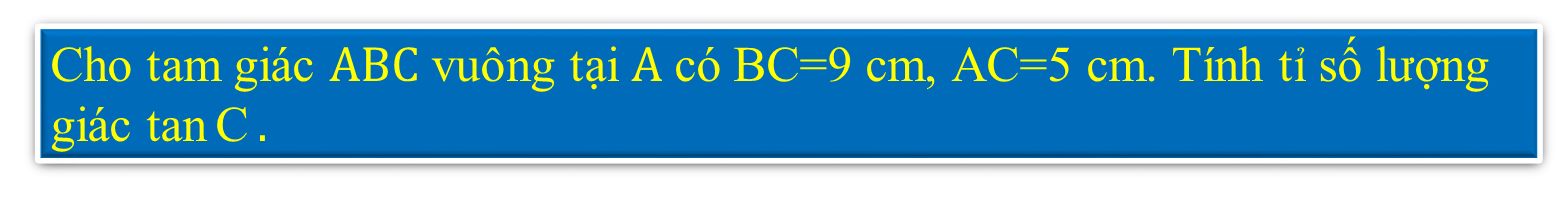 Cho tam giác ABC vuông tại A có BC=9 cm, AC=5 cm. Tính tỉ số lượng
giác tan C .